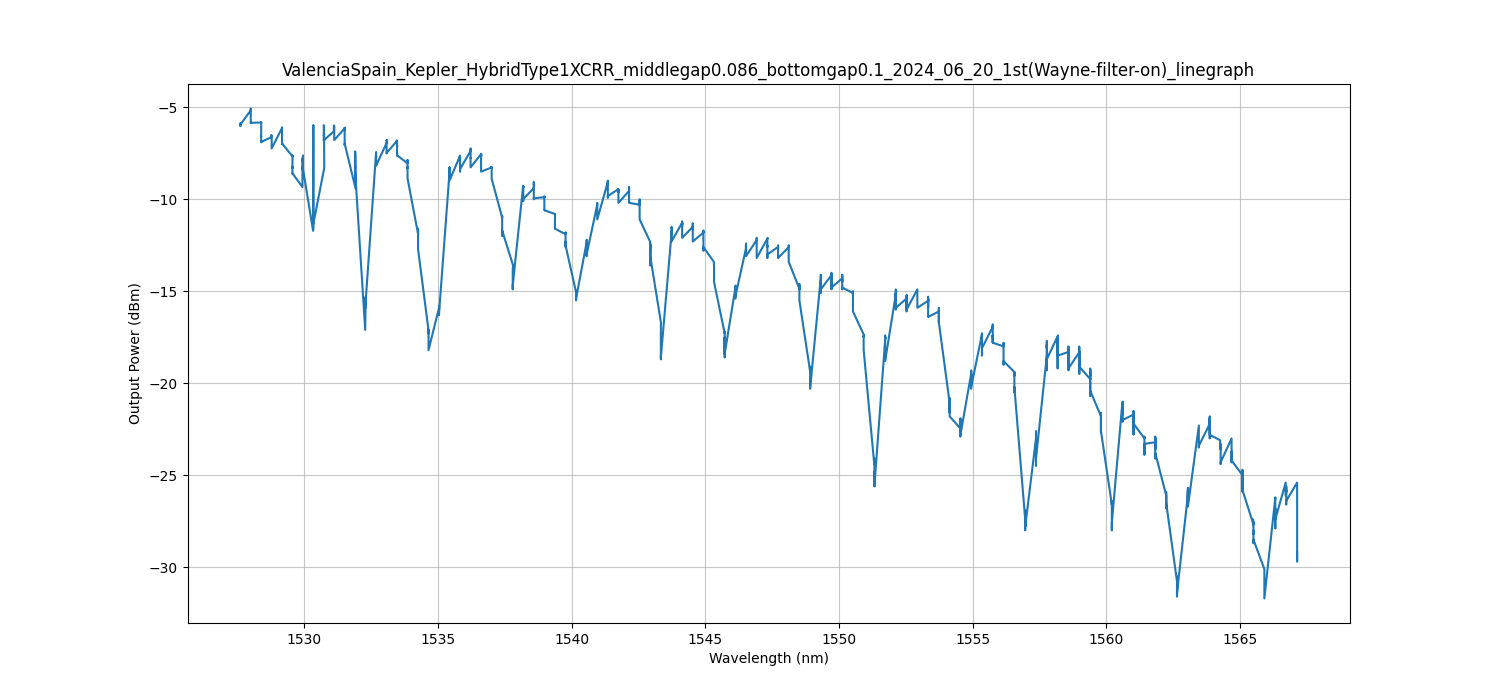 ValenciaSpain_Kepler_HybridType1XCRR_middlegap0.086_bottomgap0.1_2024_06_20_1st(Wayne-filter-on)_linegraph
−5
−10
−15
−20
−25
−30
Output Power (dBm)
1530 1535 1540 1545 1550 1555 1560 1565
Wavelength (nm)